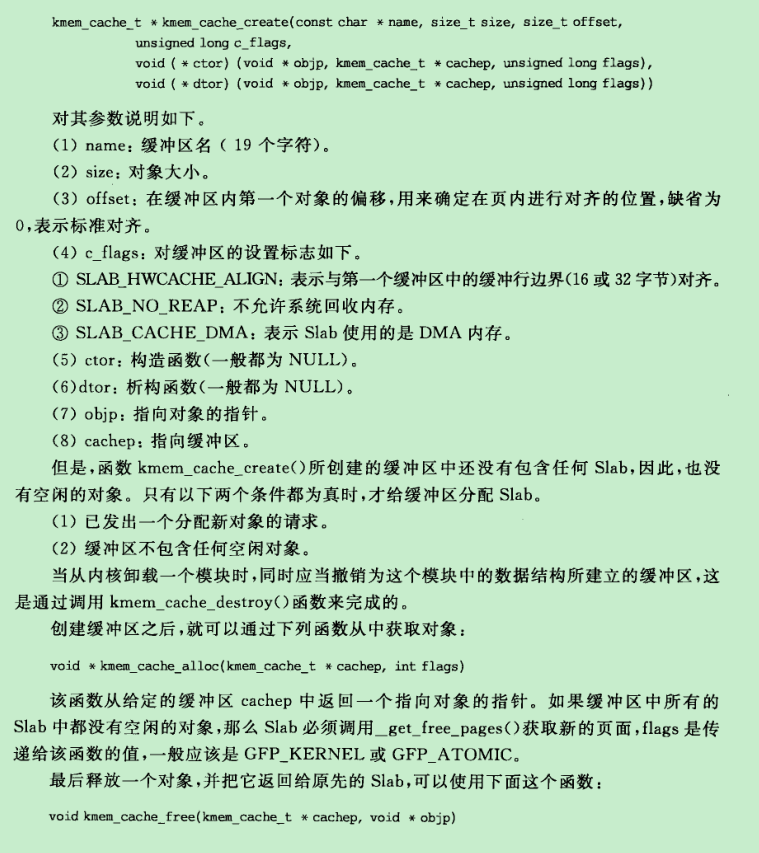 kmem_cache_t * kmem_cache_create(const char * name, size_t size, size_t offset,
unsigned long c_flags,
void ( * ctor) (void * objp, kmem_cache_t * cachep, unsigned long flags),
void ( * dtor) (void * objp, kmem_cache_t * cachep, unsigned long flags))
对其参数说明如下。
(1) name: 缓冲区名( 19 个字符)。
(2) size: 对象大小。
(3) offset: 在缓冲区内第一个对象的偏移,用来确定在页内进行对齐的位置,缺省为
0,表示标准对齐。
(4) c_flags: 对缓冲区的设置标志如下。
① SLAB_HWCACHE_ALIGN: 表示与第一个缓冲区中的缓冲行边界(16 或 32 字节)对齐。
② SLAB_NO_REAP: 不允许系统回收内存。
③ SLAB_CACHE_DMA: 表示 Slab 使用的是 DMA 内存。
(5) ctor: 构造函数(一般都为 NULL)。
(6)dtor: 析构函数(一般都为 NULL)。
(7) objp: 指向对象的指针。
(8) cachep: 指向缓冲区。
但是,函数 kmem_cache_create()所创建的缓冲区中还没有包含任何 Slab,因此,也没
有空闲的对象。只有以下两个条件都为真时,才给缓冲区分配 Slab。
(1) 已发出一个分配新对象的请求。
(2) 缓冲区不包含任何空闲对象。
当从内核卸载一个模块时,同时应当撤销为这个模块中的数据结构所建立的缓冲区,这
是通过调用 kmem_cache_destroy()函数来完成的。
创建缓冲区之后,就可以通过下列函数从中获取对象:
void * kmem_cache_alloc(kmem_cache_t * cachep, int flags)
该函数从给定的缓冲区 cachep 中返回一个指向对象的指针。如果缓冲区中所有的
Slab 中都没有空闲的对象,那么 Slab 必须调用__get_free_pages()获取新的页面,flags 是传
递给该函数的值,一般应该是 GFP_KERNEL 或 GFP_ATOMIC。
最后释放一个对象,并把它返回给原先的 Slab,可以使用下面这个函数:
void kmem_cache_free(kmem_cache_t * cachep, void * objp)